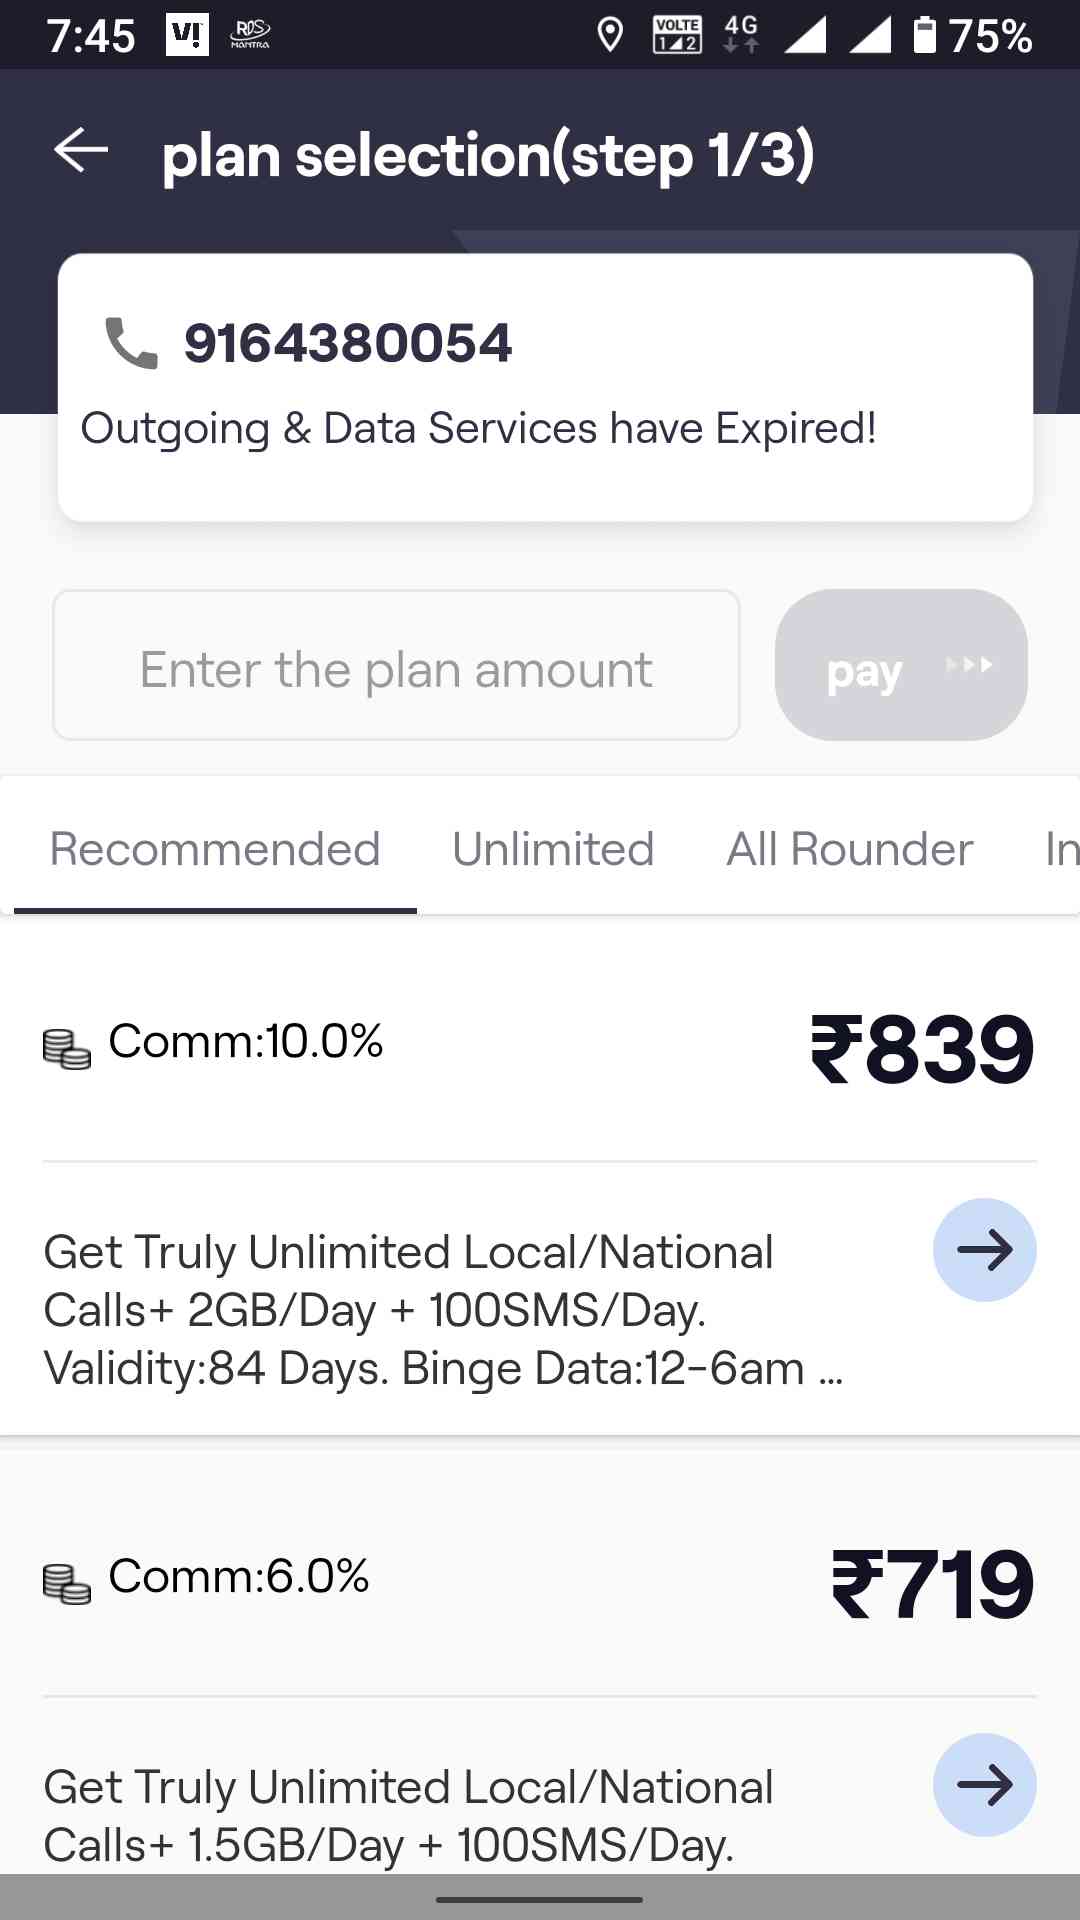 7:45 VI RDS MANTRA VOLTE 1 2 4G 75%
plan selection(step 1/3)
9164380054
Outgoing & Data Services have Expired!
Enter the plan amount pay
Recommended Unlimited All Rounder In
Comm:10.0% ₹839
Get Truly Unlimited Local/National
Calls+ 2GB/Day + 100SMS/Day.
Validity:84 Days. Binge Data:12-6am ...
Comm:6.0% ₹719
Get Truly Unlimited Local/National
Calls+ 1.5GB/Day + 100SMS/Day.